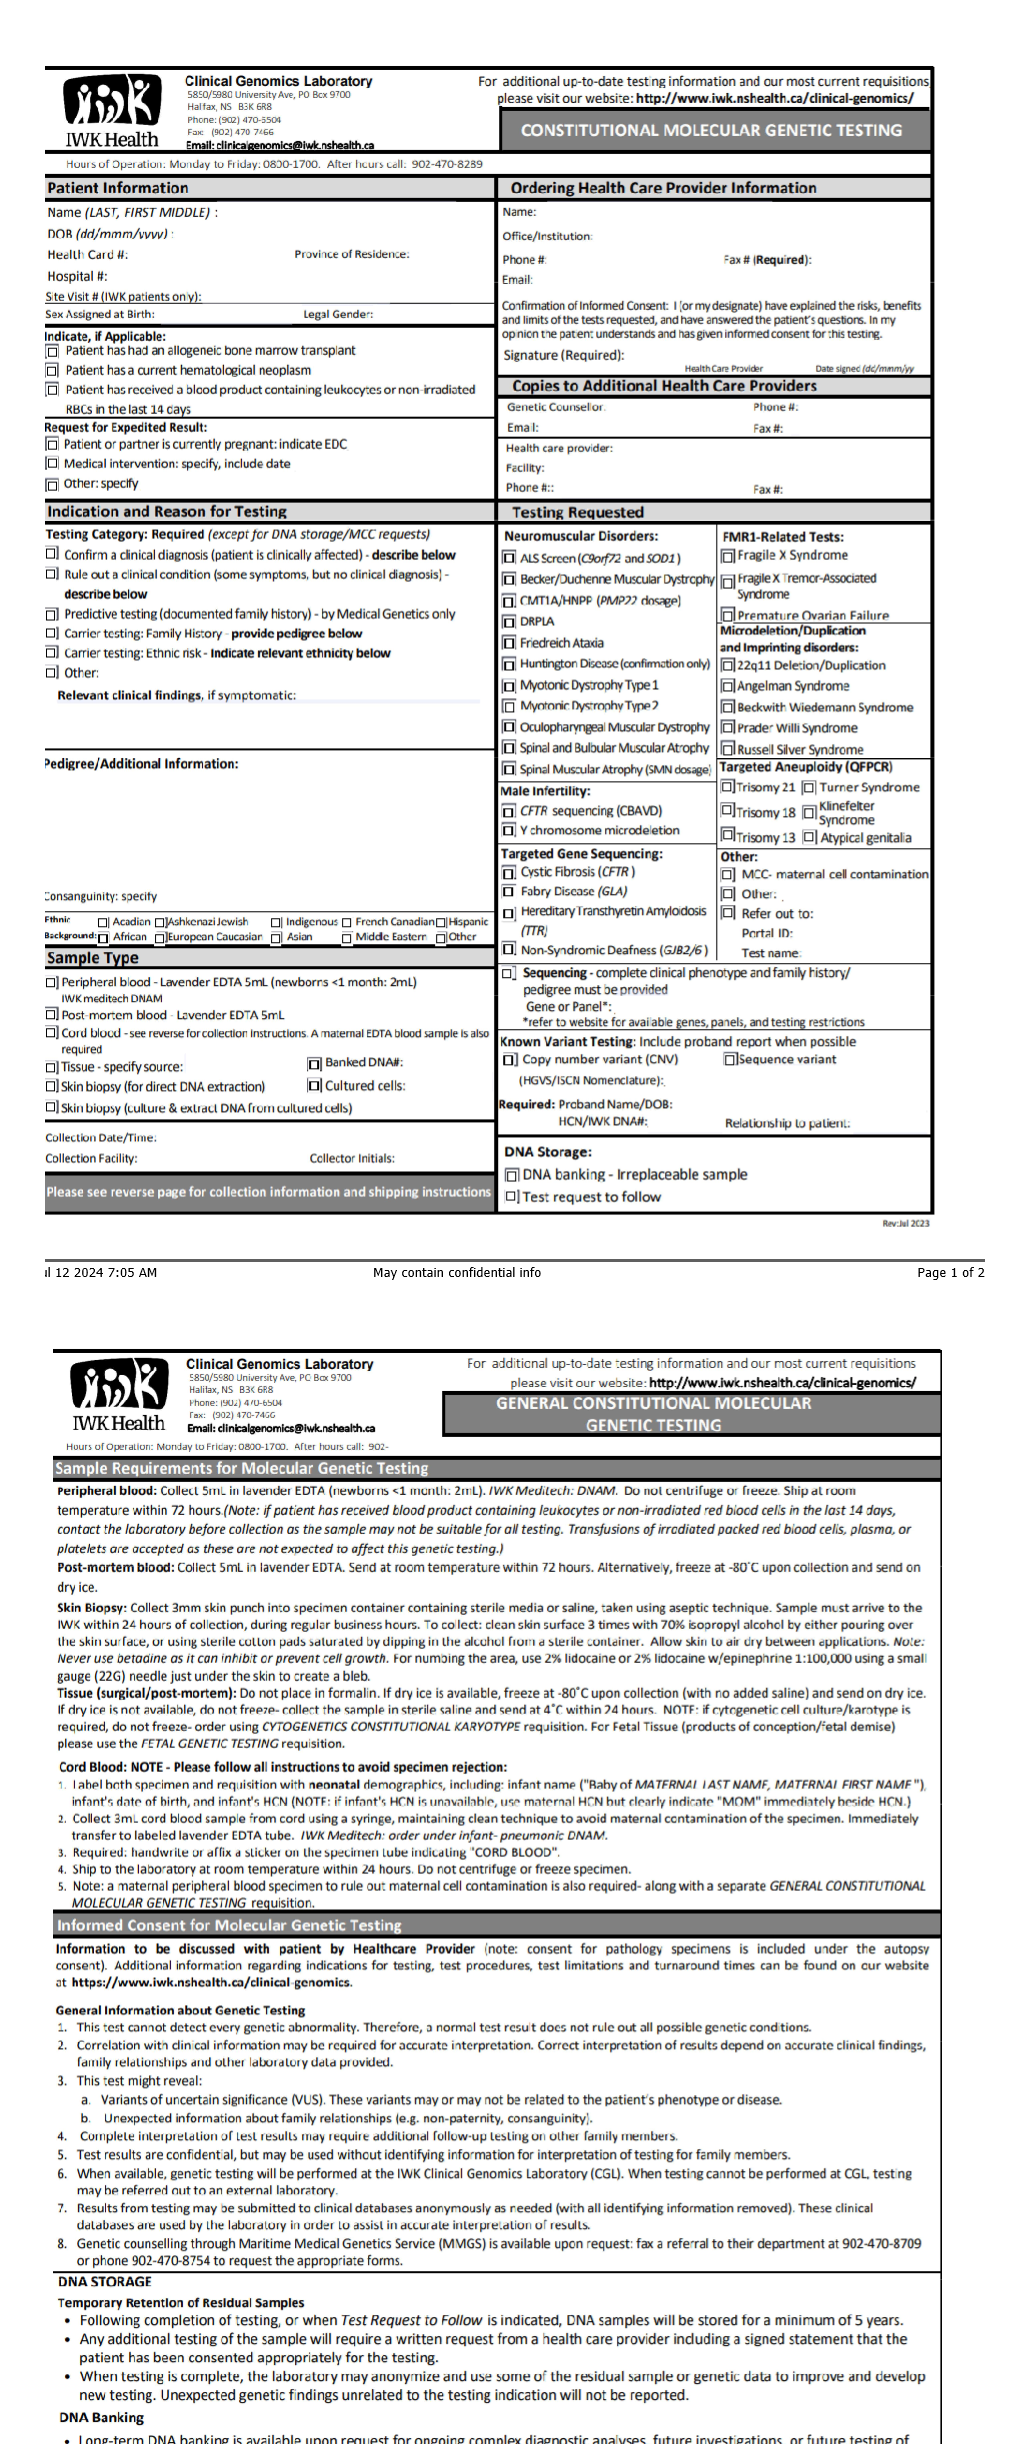 IWK Health
Clinical Genomics Laboratory
5850/5980 University Ave, PO Box 9700
Halifax, NS B3K 6R8
Phone: (902) 470-6504
Fax: (902) 470-7466
Email: clinicalgenomics@iwk.nshealth.ca
For additional up-to-date testing information and our most current requisitions
please visit our website: http://www.iwk.nshealth.ca/clinical-genomics/
CONSTITUTIONAL MOLECULAR GENETIC TESTING
Hours of Operation: Monday to Friday: 0800-1700. After hours call: 902-470-8289
Patient Information
Name (LAST, FIRST MIDDLE) :
DOB (dd/mmm/yyyy) :
Health Card #: Province of Residence:
Hospital #:
Site Visit # (IWK patients only):
Sex Assigned at Birth: Legal Gender:
Indicate, if Applicable:
Patient has had an allogeneic bone marrow transplant
Patient has a current hematological neoplasm
Patient has received a blood product containing leukocytes or non-irradiated
RBCs in the last 14 days
Request for Expedited Result:
Patient or partner is currently pregnant: indicate EDC
Medical intervention: specify, include date
Other: specify
Ordering Health Care Provider Information
Name:
Office/Institution:
Phone #: Fax # (Required):
Email:
Confirmation of Informed Consent: I (or my designate) have explained the risks, benefits
and limits of the tests requested, and have answered the patient's questions. In my
opinion the patient understands and has given informed consent for this testing.
Signature (Required):
Health Care Provider Date signed (dd/mmm/yy
Copies to Additional Health Care Providers
Genetic Counsellor: Phone #:
Email: Fax #:
Health care provider:
Facility:
Phone #:: Fax #:
Indication and Reason for Testing
Testing Category: Required (except for DNA storage/MCC requests)
Confirm a clinical diagnosis (patient is clinically affected) - describe below
Rule out a clinical condition (some symptoms, but no clinical diagnosis) -
describe below
Predictive testing (documented family history) - by Medical Genetics only
Carrier testing: Family History - provide pedigree below
Carrier testing: Ethnic risk - Indicate relevant ethnicity below
Other:
Relevant clinical findings, if symptomatic:
Pedigree/Additional Information:
Consanguinity: specify
Ethnic Background:
Acadian Ashkenazi Jewish Indigenous French Canadian Hispanic
African European Caucasian Asian Middle Eastern Other
Sample Type
Peripheral blood - Lavender EDTA 5mL (newborns <1 month: 2mL)
IWK meditech DNAM
Post-mortem blood - Lavender EDTA 5mL
Cord blood - see reverse for collection instructions. A maternal EDTA blood sample is also
required
Tissue - specify source: Banked DNA#:
Skin biopsy (for direct DNA extraction) Cultured cells:
Skin biopsy (culture & extract DNA from cultured cells)
Collection Date/Time:
Collection Facility: Collector Initials:
Please see reverse page for collection information and shipping instructions
Testing Requested
Neuromuscular Disorders:
ALS Screen (C9orf72 and SOD1 )
Becker/Duchenne Muscular Dystrophy
CMT1A/HNPP (PMP22 dosage)
DRPLA
Friedreich Ataxia
Huntington Disease (confirmation only)
Myotonic Dystrophy Type 1
Myotonic Dystrophy Type 2
Oculopharyngeal Muscular Dystrophy
Spinal and Bulbular Muscular Atrophy
Spinal Muscular Atrophy (SMN dosage)
Male Infertility:
CFTR sequencing (CBAVD)
Y chromosome microdeletion
Targeted Gene Sequencing:
Cystic Fibrosis (CFTR )
Fabry Disease (GLA)
Hereditary Transthyretin Amyloidosis
(TTR)
Non-Syndromic Deafness (GJB2/6 )
FMR1-Related Tests:
Fragile X Syndrome
Fragile X Tremor-Associated
Syndrome
Premature Ovarian Failure
Microdeletion/Duplication
and Imprinting disorders:
22q11 Deletion/Duplication
Angelman Syndrome
Beckwith Wiedemann Syndrome
Prader Willi Syndrome
Russell Silver Syndrome
Targeted Aneuploidy (QFPCR)
Trisomy 21 Turner Syndrome
Trisomy 18 Klinefelter Syndrome
Trisomy 13 Atypical genitalia
Other:
MCC- maternal cell contamination
Other:
Refer out to:
Portal ID:
Test name:
Sequencing - complete clinical phenotype and family history/
pedigree must be provided
Gene or Panel*:
*refer to website for available genes, panels, and testing restrictions
Known Variant Testing: Include proband report when possible
Copy number variant (CNV) Sequence variant
(HGVS/ISCN Nomenclature):
Required: Proband Name/DOB:
HCN/IWK DNA#: Relationship to patient:
DNA Storage:
DNA banking - Irreplaceable sample
Test request to follow
Rev:Jul 2023
ul 12 2024 7:05 AM May contain confidential info Page 1 of 2
IWK Health
Clinical Genomics Laboratory
5850/5980 University Ave, PO Box 9700
Halifax, NS B3K 6R8
Phone: (902) 470-6504
Fax: (902) 470-7466
Email: clinicalgenomics@iwk.nshealth.ca
For additional up-to-date testing information and our most current requisitions
please visit our website: http://www.iwk.nshealth.ca/clinical-genomics/
GENERAL CONSTITUTIONAL MOLECULAR
GENETIC TESTING
Hours of Operation: Monday to Friday: 0800-1700. After hours call: 902-
Sample Requirements for Molecular Genetic Testing
Peripheral blood: Collect 5mL in lavender EDTA (newborns <1 month: 2mL). IWK Meditech: DNAM. Do not centrifuge or freeze. Ship at room
temperature within 72 hours.(Note: if patient has received blood product containing leukocytes or non-irradiated red blood cells in the last 14 days,
contact the laboratory before collection as the sample may not be suitable for all testing. Transfusions of irradiated packed red blood cells, plasma, or
platelets are accepted as these are not expected to affect this genetic testing.)
Post-mortem blood: Collect 5mL in lavender EDTA. Send at room temperature within 72 hours. Alternatively, freeze at -80˚C upon collection and send on
dry ice.
Skin Biopsy: Collect 3mm skin punch into specimen container containing sterile media or saline, taken using aseptic technique. Sample must arrive to the
IWK within 24 hours of collection, during regular business hours. To collect: clean skin surface 3 times with 70% isopropyl alcohol by either pouring over
the skin surface, or using sterile cotton pads saturated by dipping in the alcohol from a sterile container. Allow skin to air dry between applications. Note:
Never use betadine as it can inhibit or prevent cell growth. For numbing the area, use 2% lidocaine or 2% lidocaine w/epinephrine 1:100,000 using a small
gauge (22G) needle just under the skin to create a bleb.
Tissue (surgical/post-mortem): Do not place in formalin. If dry ice is available, freeze at -80˚C upon collection (with no added saline) and send on dry ice.
If dry ice is not available, do not freeze- collect the sample in sterile saline and send at 4˚C within 24 hours. NOTE: if cytogenetic cell culture/karotype is
required, do not freeze- order using CYTOGENETICS CONSTITUTIONAL KARYOTYPE requisition. For Fetal Tissue (products of conception/fetal demise)
please use the FETAL GENETIC TESTING requisition.
Cord Blood: NOTE - Please follow all instructions to avoid specimen rejection:
1. Label both specimen and requisition with neonatal demographics, including: infant name ("Baby of MATERNAL LAST NAME, MATERNAL FIRST NAME "),
infant's date of birth, and infant's HCN (NOTE: if infant's HCN is unavailable, use maternal HCN but clearly indicate "MOM" immediately beside HCN.)
2. Collect 3mL cord blood sample from cord using a syringe, maintaining clean technique to avoid maternal contamination of the specimen. Immediately
transfer to labeled lavender EDTA tube. IWK Meditech: order under infant- pneumonic DNAM.
3. Required: handwrite or affix a sticker on the specimen tube indicating "CORD BLOOD".
4. Ship to the laboratory at room temperature within 24 hours. Do not centrifuge or freeze specimen.
5. Note: a maternal peripheral blood specimen to rule out maternal cell contamination is also required- along with a separate GENERAL CONSTITUTIONAL
MOLECULAR GENETIC TESTING requisition.
Informed Consent for Molecular Genetic Testing
Information to be discussed with patient by Healthcare Provider (note: consent for pathology specimens is included under the autopsy
consent). Additional information regarding indications for testing, test procedures, test limitations and turnaround times can be found on our website
at https://www.iwk.nshealth.ca/clinical-genomics.
General Information about Genetic Testing
1. This test cannot detect every genetic abnormality. Therefore, a normal test result does not rule out all possible genetic conditions.
2. Correlation with clinical information may be required for accurate interpretation. Correct interpretation of results depend on accurate clinical findings,
family relationships and other laboratory data provided.
3. This test might reveal:
a. Variants of uncertain significance (VUS). These variants may or may not be related to the patient's phenotype or disease.
b. Unexpected information about family relationships (e.g. non-paternity, consanguinity).
4. Complete interpretation of test results may require additional follow-up testing on other family members.
5. Test results are confidential, but may be used without identifying information for interpretation of testing for family members.
6. When available, genetic testing will be performed at the IWK Clinical Genomics Laboratory (CGL). When testing cannot be performed at CGL, testing
may be referred out to an external laboratory.
7. Results from testing may be submitted to clinical databases anonymously as needed (with all identifying information removed). These clinical
databases are used by the laboratory in order to assist in accurate interpretation of results.
8. Genetic counselling through Maritime Medical Genetics Service (MMGS) is available upon request: fax a referral to their department at 902-470-8709
or phone 902-470-8754 to request the appropriate forms.
DNA STORAGE
Temporary Retention of Residual Samples
• Following completion of testing, or when Test Request to Follow is indicated, DNA samples will be stored for a minimum of 5 years.
• Any additional testing of the sample will require a written request from a health care provider including a signed statement that the
patient has been consented appropriately for the testing.
• When testing is complete, the laboratory may anonymize and use some of the residual sample or genetic data to improve and develop
new testing. Unexpected genetic findings unrelated to the testing indication will not be reported.
DNA Banking
• Long-term DNA banking is available upon request for ongoing complex diagnostic analyses, future investigations, or future testing of